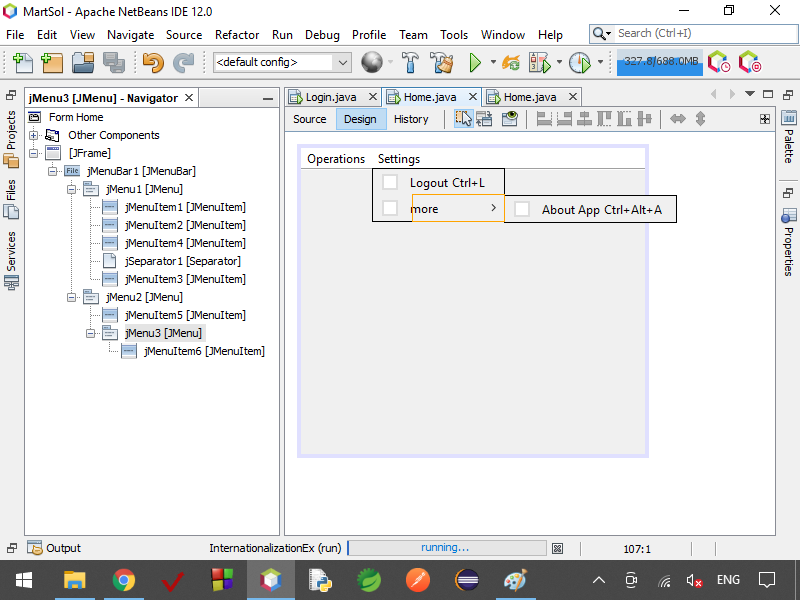 MartSol - Apache NetBeans IDE 12.0
File Edit View Navigate Source Refactor Run Debug Profile Team Tools Window Help
Search (Ctrl+I)
<default config>
327.8/698.0MB
jMenu3 [JMenu] - Navigator
Login.java
Home.java
Home.java
Projects
Files
Services
Form Home
Other Components
[JFrame]
jMenuBar1 [JMenuBar]
File
jMenu1 [JMenu]
jMenuItem1 [JMenuItem]
jMenuItem2 [JMenuItem]
jMenuItem4 [JMenuItem]
jSeparator1 [Separator]
jMenuItem3 [JMenuItem]
jMenu2 [JMenu]
jMenuItem5 [JMenuItem]
jMenu3 [JMenu]
jMenuItem6 [JMenuItem]
Source Design History
Operations Settings
Logout Ctrl+L
more
About App Ctrl+Alt+A
Palette
Properties
Output
InternationalizationEx (run)
running...
107:1
ENG